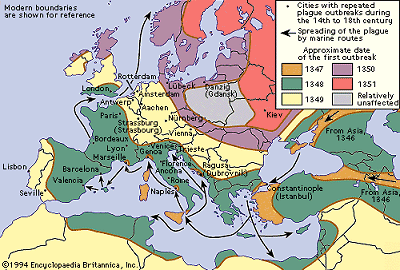 Modern boundaries
are shown for reference
• Cities with repeated
plague outbreaks during
the 14th to 18th century
Spreading of the plague
by marine routes
Approximate date
of the first outbreak
1347
1348
1349
1350
1351
Relatively
unaffected
Rotterdam
London
Amsterdam
Lübeck
Danzig
(Gdansk)
Antwerp
Aachen
Kiev
Paris
Nürnberg
Strassburg
(Strasbourg)
Vienna
Bordeaux
Lyon
Venice
Trieste
Marseille
Genoa
Florence
Ragusa
(Dubrovnik)
Ancona
Rome
Lisbon
Barcelona
Valencia
Seville
Naples
Constantinople
(Istanbul)
From Asia,
1346
From Asia,
1346
©1994 Encyclopaedia Britannica, Inc.